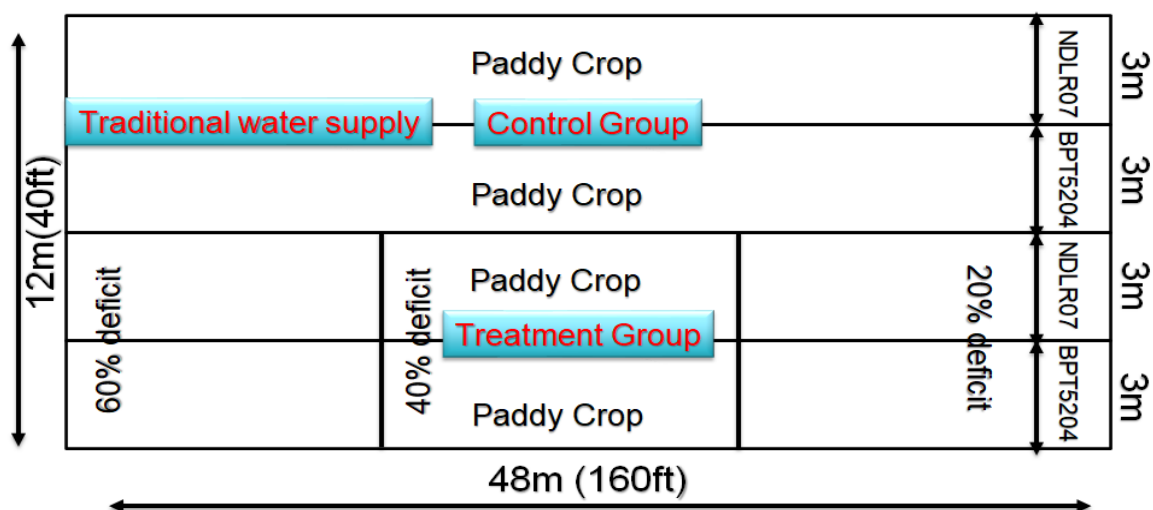 Paddy Crop
NDLR07
3m
Traditional water supply
Control Group
12m(40ft)
Paddy Crop
BPT5204
3m
60% deficit
40% deficit
Paddy Crop
20% deficit
NDLR07
3m
Treatment Group
Paddy Crop
BPT5204
3m
48m (160ft)